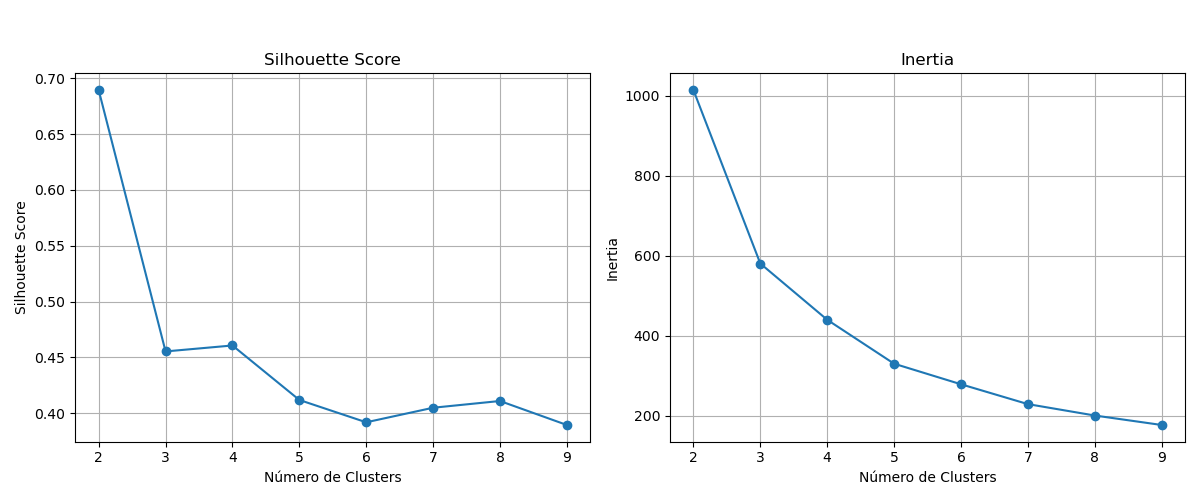 Silhouette Score
0.70
0.65
0.60
0.55
0.50
0.45
0.40
Silhouette Score
2 3 4 5 6 7 8 9
Número de Clusters
Inertia
1000
800
600
400
200
Inertia
2 3 4 5 6 7 8 9
Número de Clusters